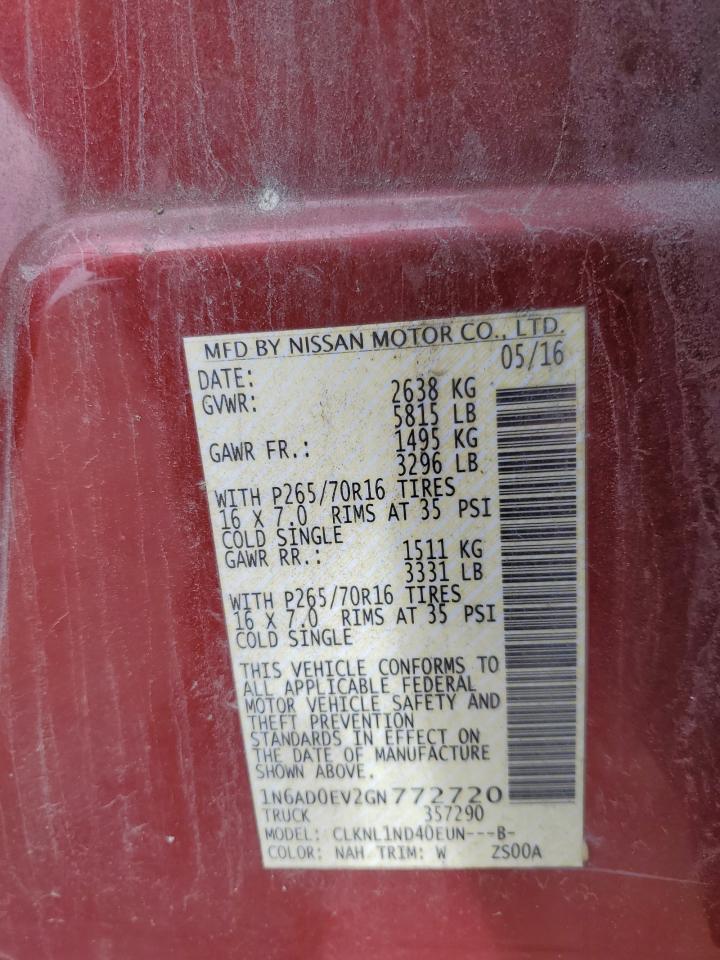 MFD BY NISSAN MOTOR CO., LTD.
DATE: 05/16
GVWR: 2638 KG
5815 LB
GAWR FR.: 1495 KG
3296 LB
WITH P265/70R16 TIRES
16 X 7.0 RIMS AT 35 PSI
COLD SINGLE
GAWR RR.: 1511 KG
3331 LB
WITH P265/70R16 TIRES
16 X 7.0 RIMS AT 35 PSI
COLD SINGLE
THIS VEHICLE CONFORMS TO
ALL APPLICABLE FEDERAL
MOTOR VEHICLE SAFETY AND
THEFT PREVENTION
STANDARDS IN EFFECT ON
THE DATE OF MANUFACTURE
SHOWN ABOVE.
1N6AD0EV2GN772720
TRUCK 357290
MODEL: CLKNL1ND40EUN---B-
COLOR: NAH TRIM: W ZS00A